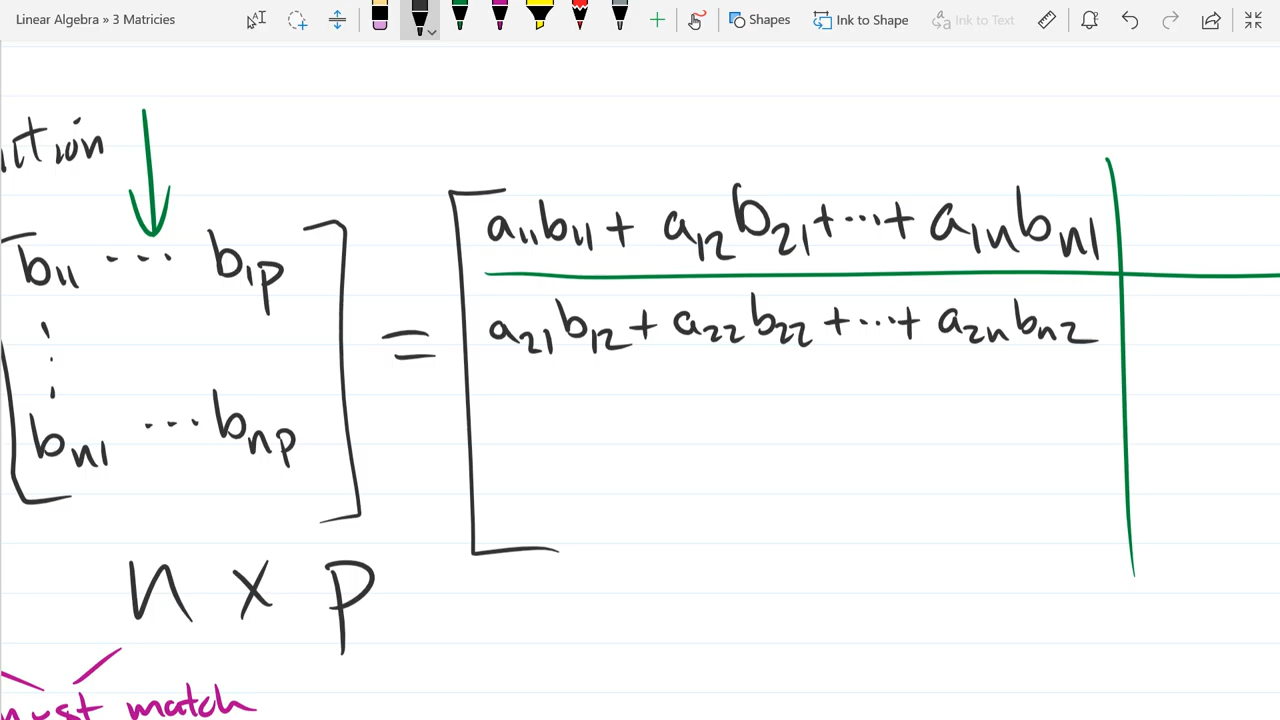 Linear Algebra » 3 Matricies
Shapes
Ink to Shape
Ink to Text
b₁₁ ⋯ b₁ₚ
⋮
bₙ₁ ⋯ bₙₚ
=
a₁₁b₁₁ + a₁₂b₂₁ + ⋯ + a₁ₙbₙ₁
a₂₁b₁₂ + a₂₂b₂₂ + ⋯ + a₂ₙbₙ₂
n x p
must match